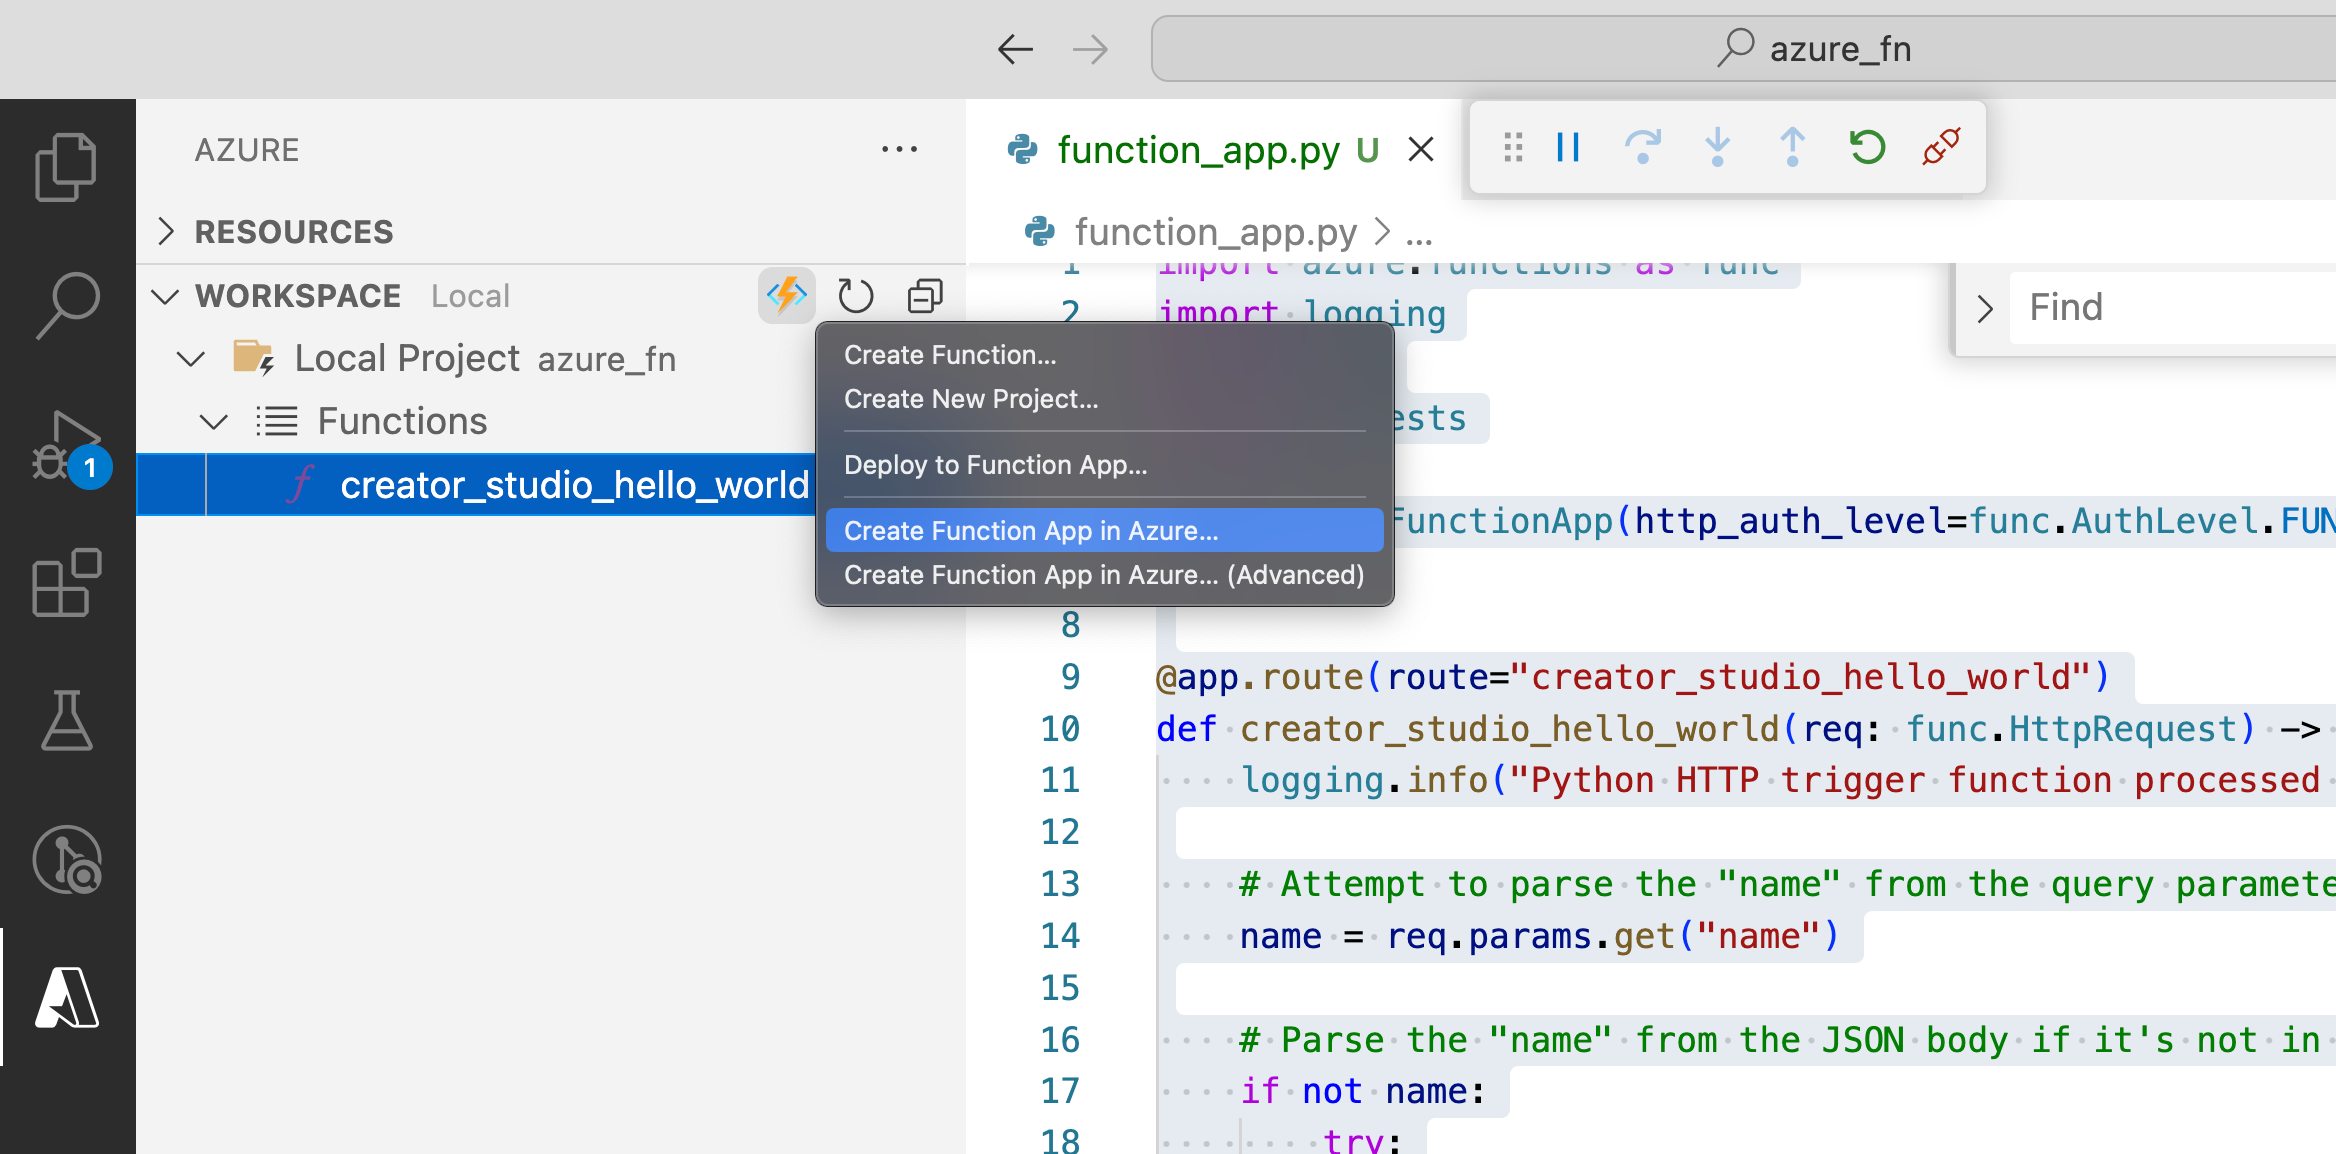 azure_fn
AZURE
RESOURCES
WORKSPACE Local
Local Project azure_fn
Functions
creator_studio_hello_world
1
Create Function...
Create New Project...
Deploy to Function App...
Create Function App in Azure...
Create Function App in Azure... (Advanced)
function_app.py U
function_app.py > ...
Find
1 import azure.functions as func
2 import logging
ests
FunctionApp(http_auth_level=func.AuthLevel.FUN
8
9 @app.route(route="creator_studio_hello_world")
10 def creator_studio_hello_world(req: func.HttpRequest) ->
11 logging.info("Python HTTP trigger function processed
12
13 # Attempt to parse the "name" from the query paramete
14 name = req.params.get("name")
15
16 # Parse the "name" from the JSON body if it's not in
17 if not name:
18 try: